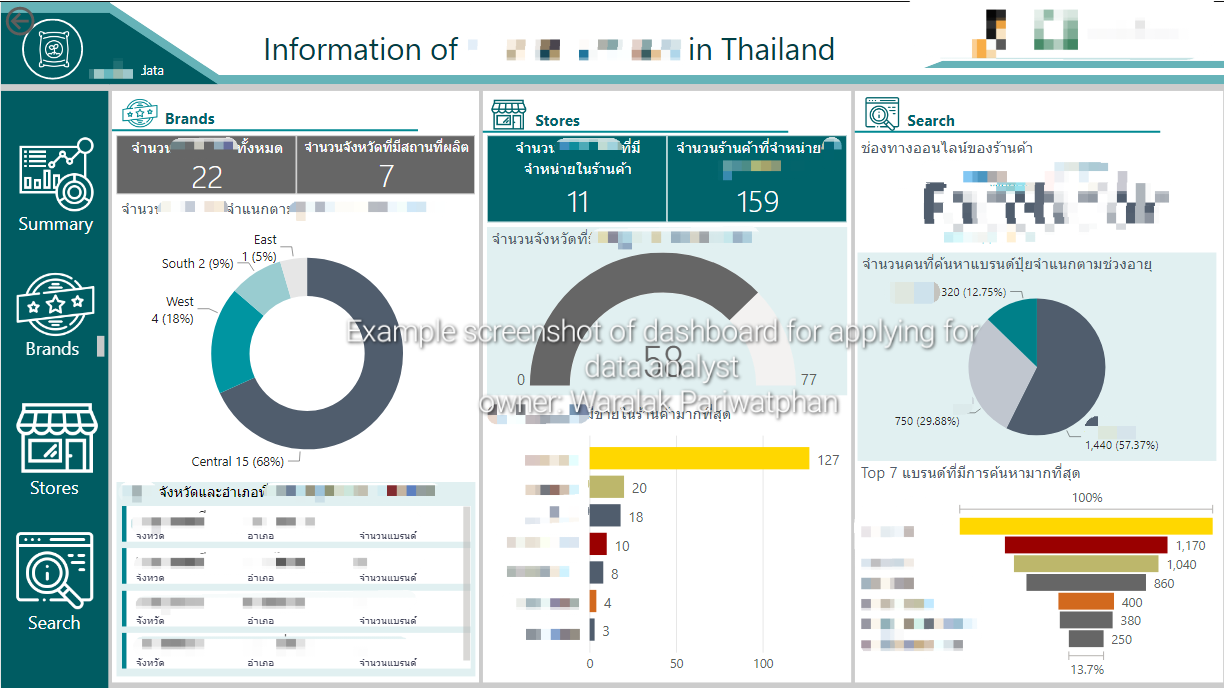 Information of in Thailand
data
Summary
Brands
Stores
Search
Brands
จำนวน ทั้งหมด
22
จำนวนจังหวัดที่มีสถานที่ผลิต
7
จำแนกตาม
East
1 (5%)
South 2 (9%)
West
4 (18%)
Central 15 (68%)
จังหวัดและอำเภอที่
จังหวัด อำเภอ จำนวนแบรนด์
จังหวัด อำเภอ จำนวนแบรนด์
จังหวัด อำเภอ จำนวนแบรนด์
จังหวัด อำเภอ จำนวนแบรนด์
Stores
จำนวน ที่มี
จำหน่ายในร้านค้า
11
จำนวนร้านค้าที่จำหน่าย
159
จำนวนจังหวัดที่
58
0
77
Example screenshot of dashboard for applying for
data analyst
owner: Waralak Pariwatphan
มีขายในร้านค้ามากที่สุด
127
20
18
10
8
4
3
0 50 100
Search
ช่องทางออนไลน์ของร้านค้า
จำนวนคนที่ค้นหาแบรนด์ปุ๋ยจำแนกตามช่วงอายุ
320 (12.75%)
750 (29.88%)
1,440 (57.37%)
Top 7 แบรนด์ที่มีการค้นหามากที่สุด
100%
1,170
1,040
860
400
380
250
13.7%